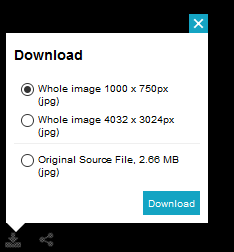 Download
Whole image 1000 x 750px
(jpg)
Whole image 4032 x 3024px
(jpg)
Original Source File, 2.66 MB
(jpg)
Download